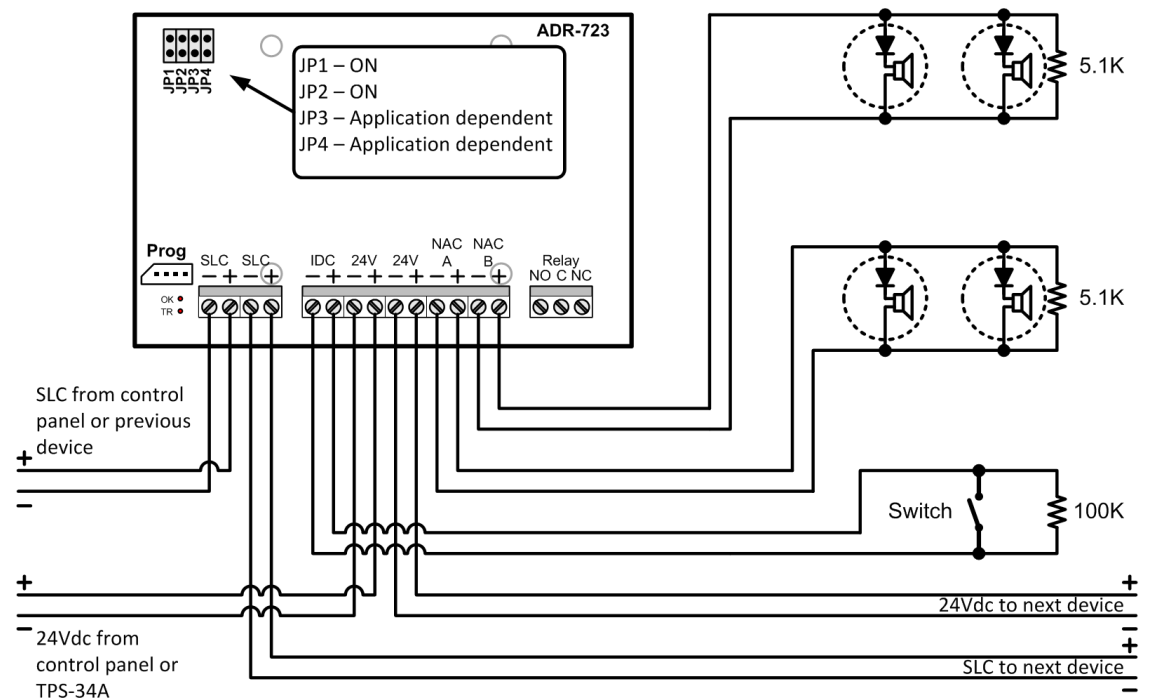 ADR-723
JP1 JP2 JP3 JP4
JP1 – ON
JP2 – ON
JP3 – Application dependent
JP4 – Application dependent
5.1K
Prog
SLC SLC
− + − +
OK
TR
IDC 24V 24V NAC A NAC B
− + − + − + − + − +
Relay
NO C NC
5.1K
SLC from control
panel or previous
device
+
−
Switch
100K
+
−
24Vdc from
control panel or
TPS-34A
+
24Vdc to next device
−
+
SLC to next device
−